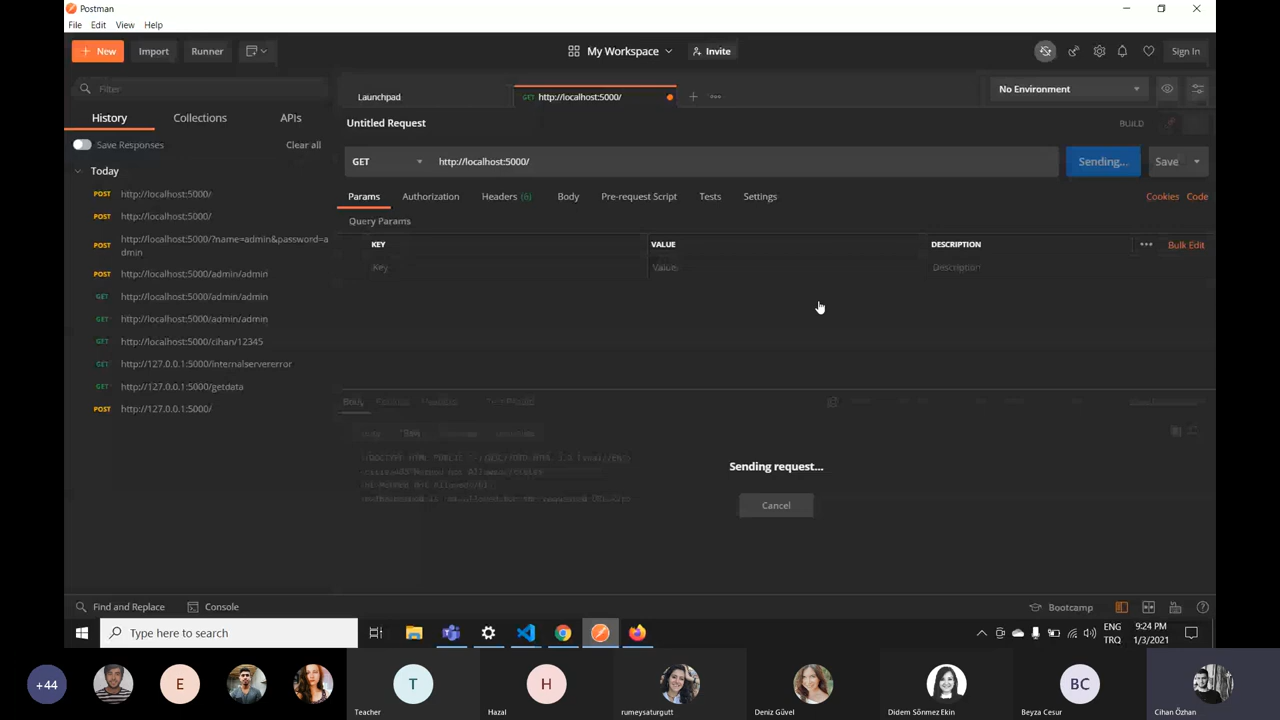 Postman
File Edit View Help
+ New Import Runner My Workspace Invite Sign In
Filter
Launchpad GET http://localhost:5000/ + No Environment
History Collections APIs
Untitled Request BUILD
Save Responses Clear all
GET http://localhost:5000/ Sending... Save
Today
POST http://localhost:5000/
Params Authorization Headers (6) Body Pre-request Script Tests Settings Cookies Code
POST http://localhost:5000/
Query Params
POST http://localhost:5000/?name=admin&password=a
dmin
KEY VALUE DESCRIPTION Bulk Edit
Key Value Description
POST http://localhost:5000/admin/admin
GET http://localhost:5000/admin/admin
GET http://localhost:5000/admin/admin
GET http://localhost:5000/cihan/12345
GET http://127.0.0.1:5000/internalservererror
GET http://127.0.0.1:5000/getdata
POST http://127.0.0.1:5000/
Body
Raw
Sending request...
Cancel
Find and Replace Console Bootcamp
Type here to search
ENG
TRQ
9:24 PM
1/3/2021
+44 E T H BC
Teacher Hazal rumeysaturgutt Deniz Güvel Didem Sönmez Ekin Beyza Cesur Cihan Özhan